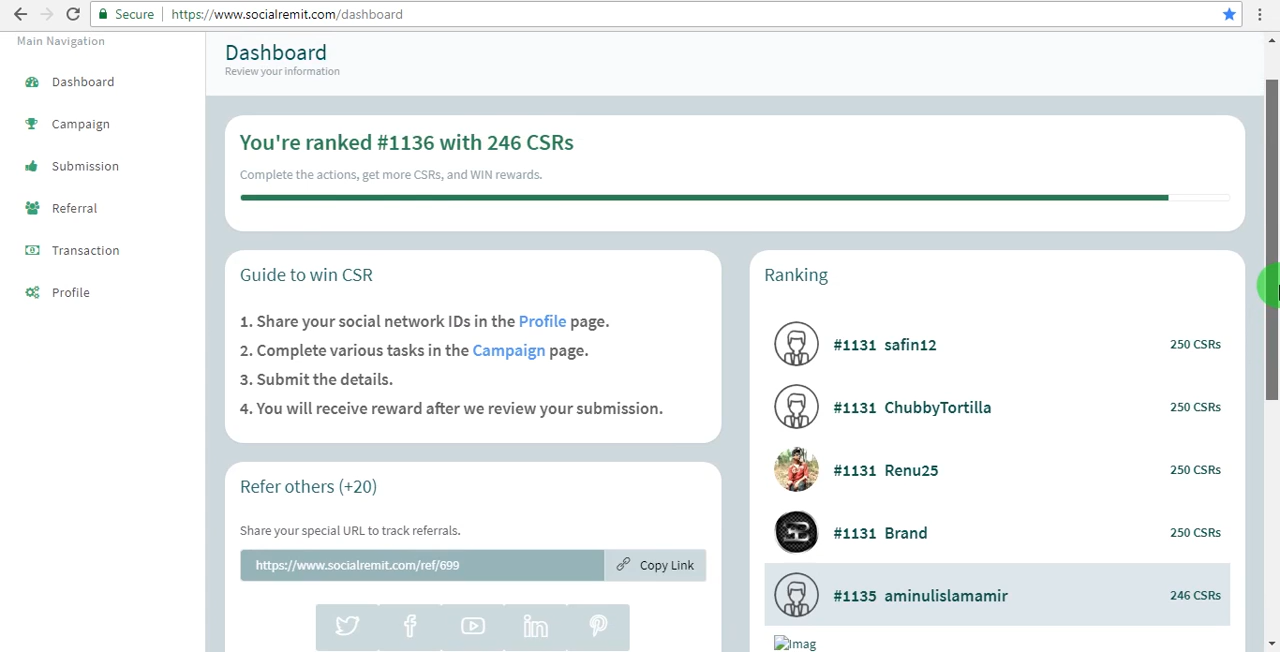 Secure https://www.socialremit.com/dashboard
Main Navigation
Dashboard
Campaign
Submission
Referral
Transaction
Profile
Dashboard
Review your information
You're ranked #1136 with 246 CSRs
Complete the actions, get more CSRs, and WIN rewards.
Guide to win CSR
1. Share your social network IDs in the Profile page.
2. Complete various tasks in the Campaign page.
3. Submit the details.
4. You will receive reward after we review your submission.
Refer others (+20)
Share your special URL to track referrals.
https://www.socialremit.com/ref/699 Copy Link
Ranking
#1131 safin12 250 CSRs
#1131 ChubbyTortilla 250 CSRs
#1131 Renu25 250 CSRs
#1131 Brand 250 CSRs
#1135 aminulislamamir 246 CSRs
Imag